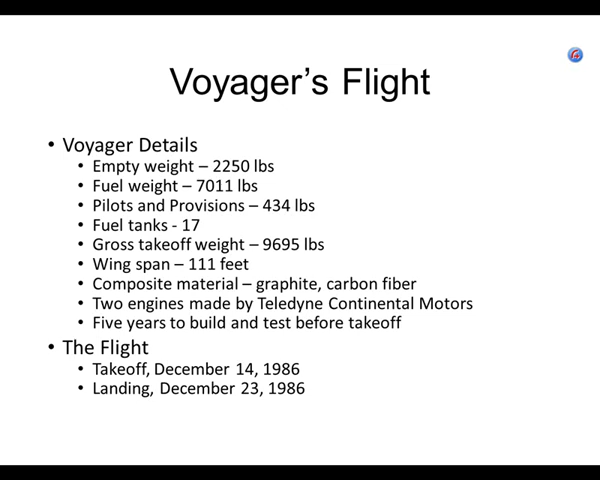 Voyager’s Flight
• Voyager Details
• Empty weight – 2250 lbs
• Fuel weight – 7011 lbs
• Pilots and Provisions – 434 lbs
• Fuel tanks - 17
• Gross takeoff weight – 9695 lbs
• Wing span – 111 feet
• Composite material – graphite, carbon fiber
• Two engines made by Teledyne Continental Motors
• Five years to build and test before takeoff
• The Flight
• Takeoff, December 14, 1986
• Landing, December 23, 1986